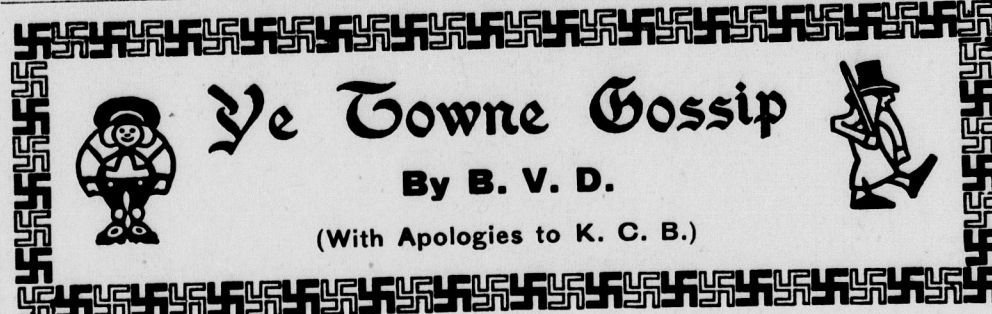 Ye Towne Gossip
By B. V. D.
(With Apologies to K. C. B.)